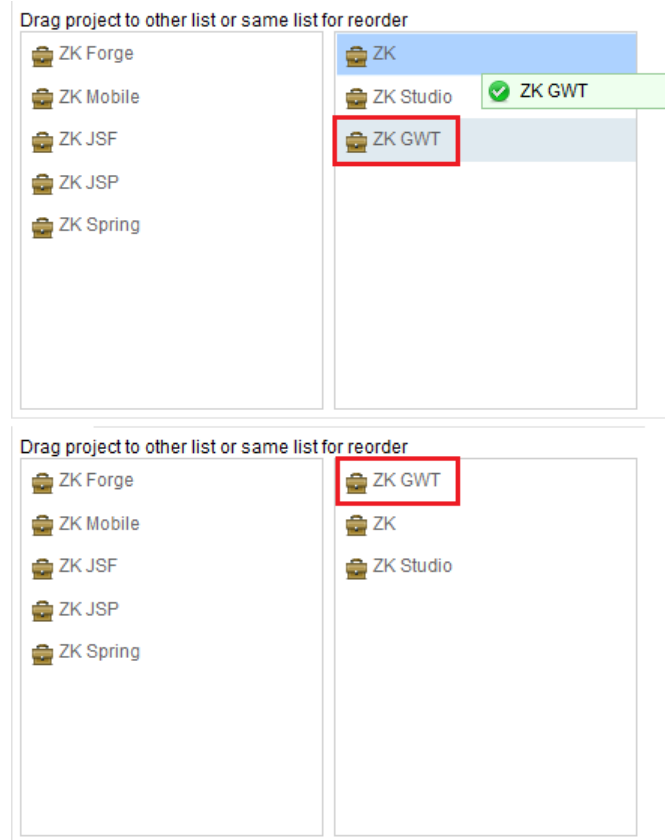 Drag project to other list or same list for reorder
ZK Forge
ZK Mobile
ZK JSF
ZK JSP
ZK Spring
ZK
ZK Studio
ZK GWT
ZK GWT
Drag project to other list or same list for reorder
ZK Forge
ZK Mobile
ZK JSF
ZK JSP
ZK Spring
ZK GWT
ZK
ZK Studio